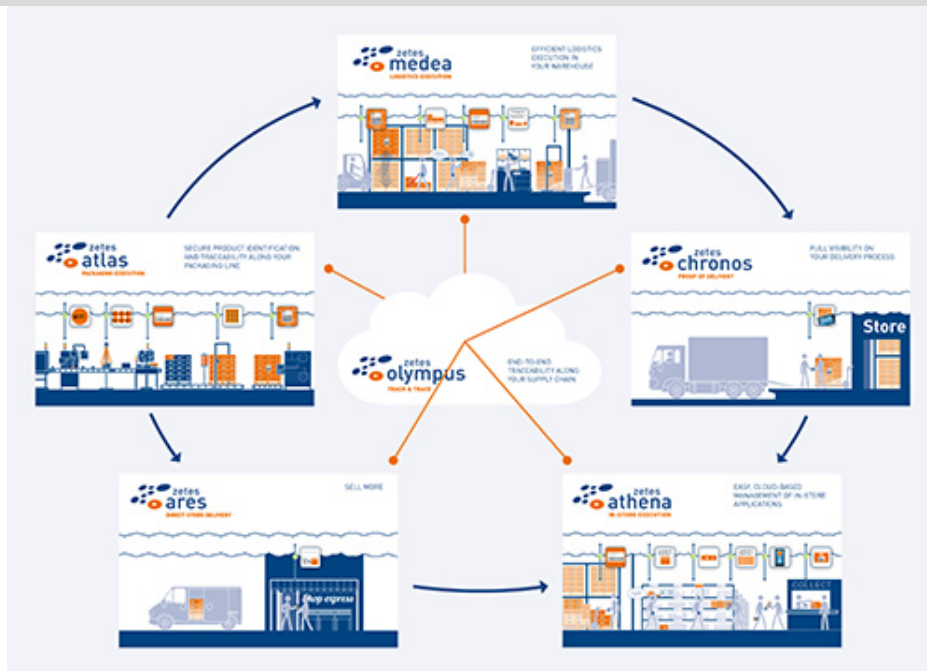 zetes
medea
LOGISTICS EXECUTION
EFFICIENT LOGISTICS
EXECUTION IN
YOUR WAREHOUSE
zetes
atlas
PACKAGING EXECUTION
SECURE PRODUCT IDENTIFICATION
AND TRACEABILITY ALONG YOUR
PACKAGING LINE
zetes
chronos
PROOF OF DELIVERY
FULL VISIBILITY ON
YOUR DELIVERY PROCESS
Store
zetes
olympus
TRACK & TRACE
END-TO-END
TRACEABILITY ALONG
YOUR SUPPLY CHAIN
zetes
ares
DIRECT STORE DELIVERY
SELL MORE
Shop express
zetes
athena
IN-STORE EXECUTION
EASY, CLOUD-BASED
MANAGEMENT OF IN-STORE
APPLICATIONS
COLLECT